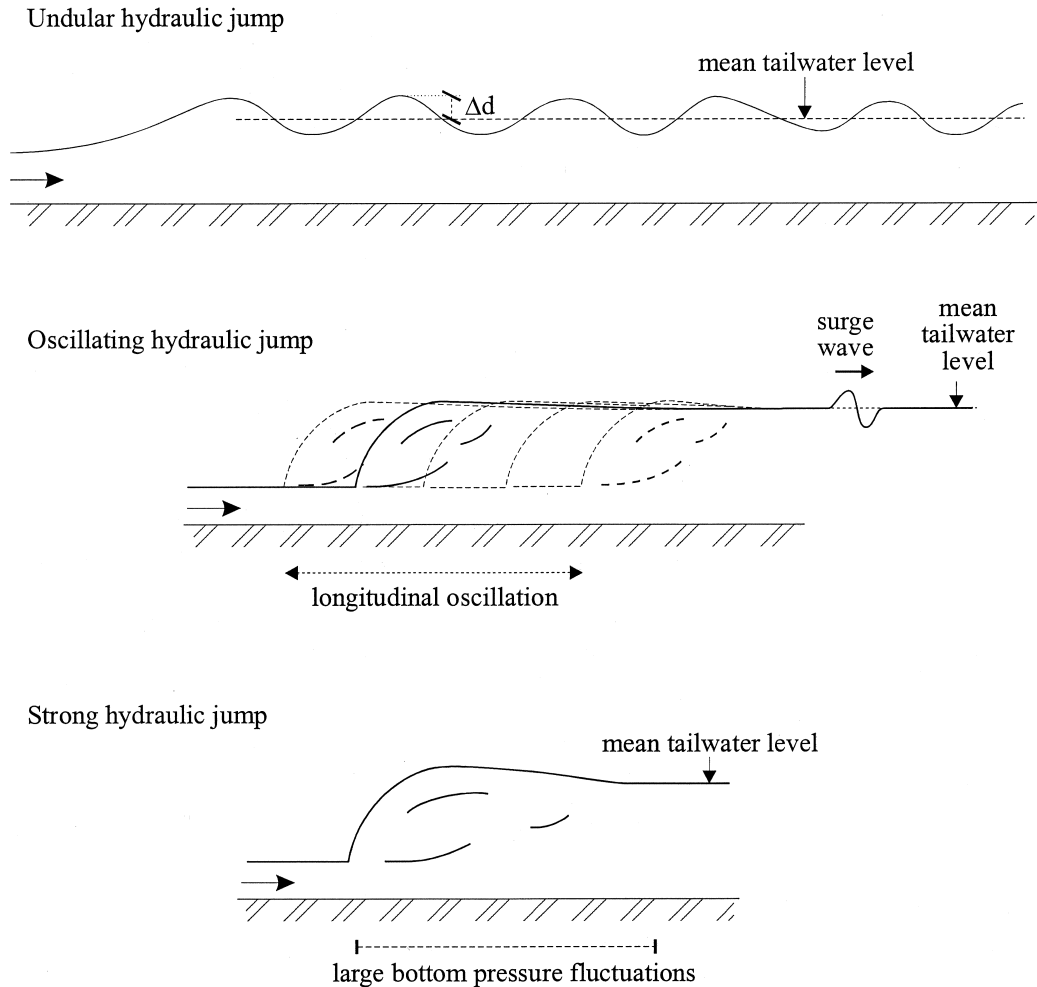 Undular hydraulic jump
mean tailwater level
Δd
Oscillating hydraulic jump
surge
wave
mean
tailwater
level
longitudinal oscillation
Strong hydraulic jump
mean tailwater level
large bottom pressure fluctuations